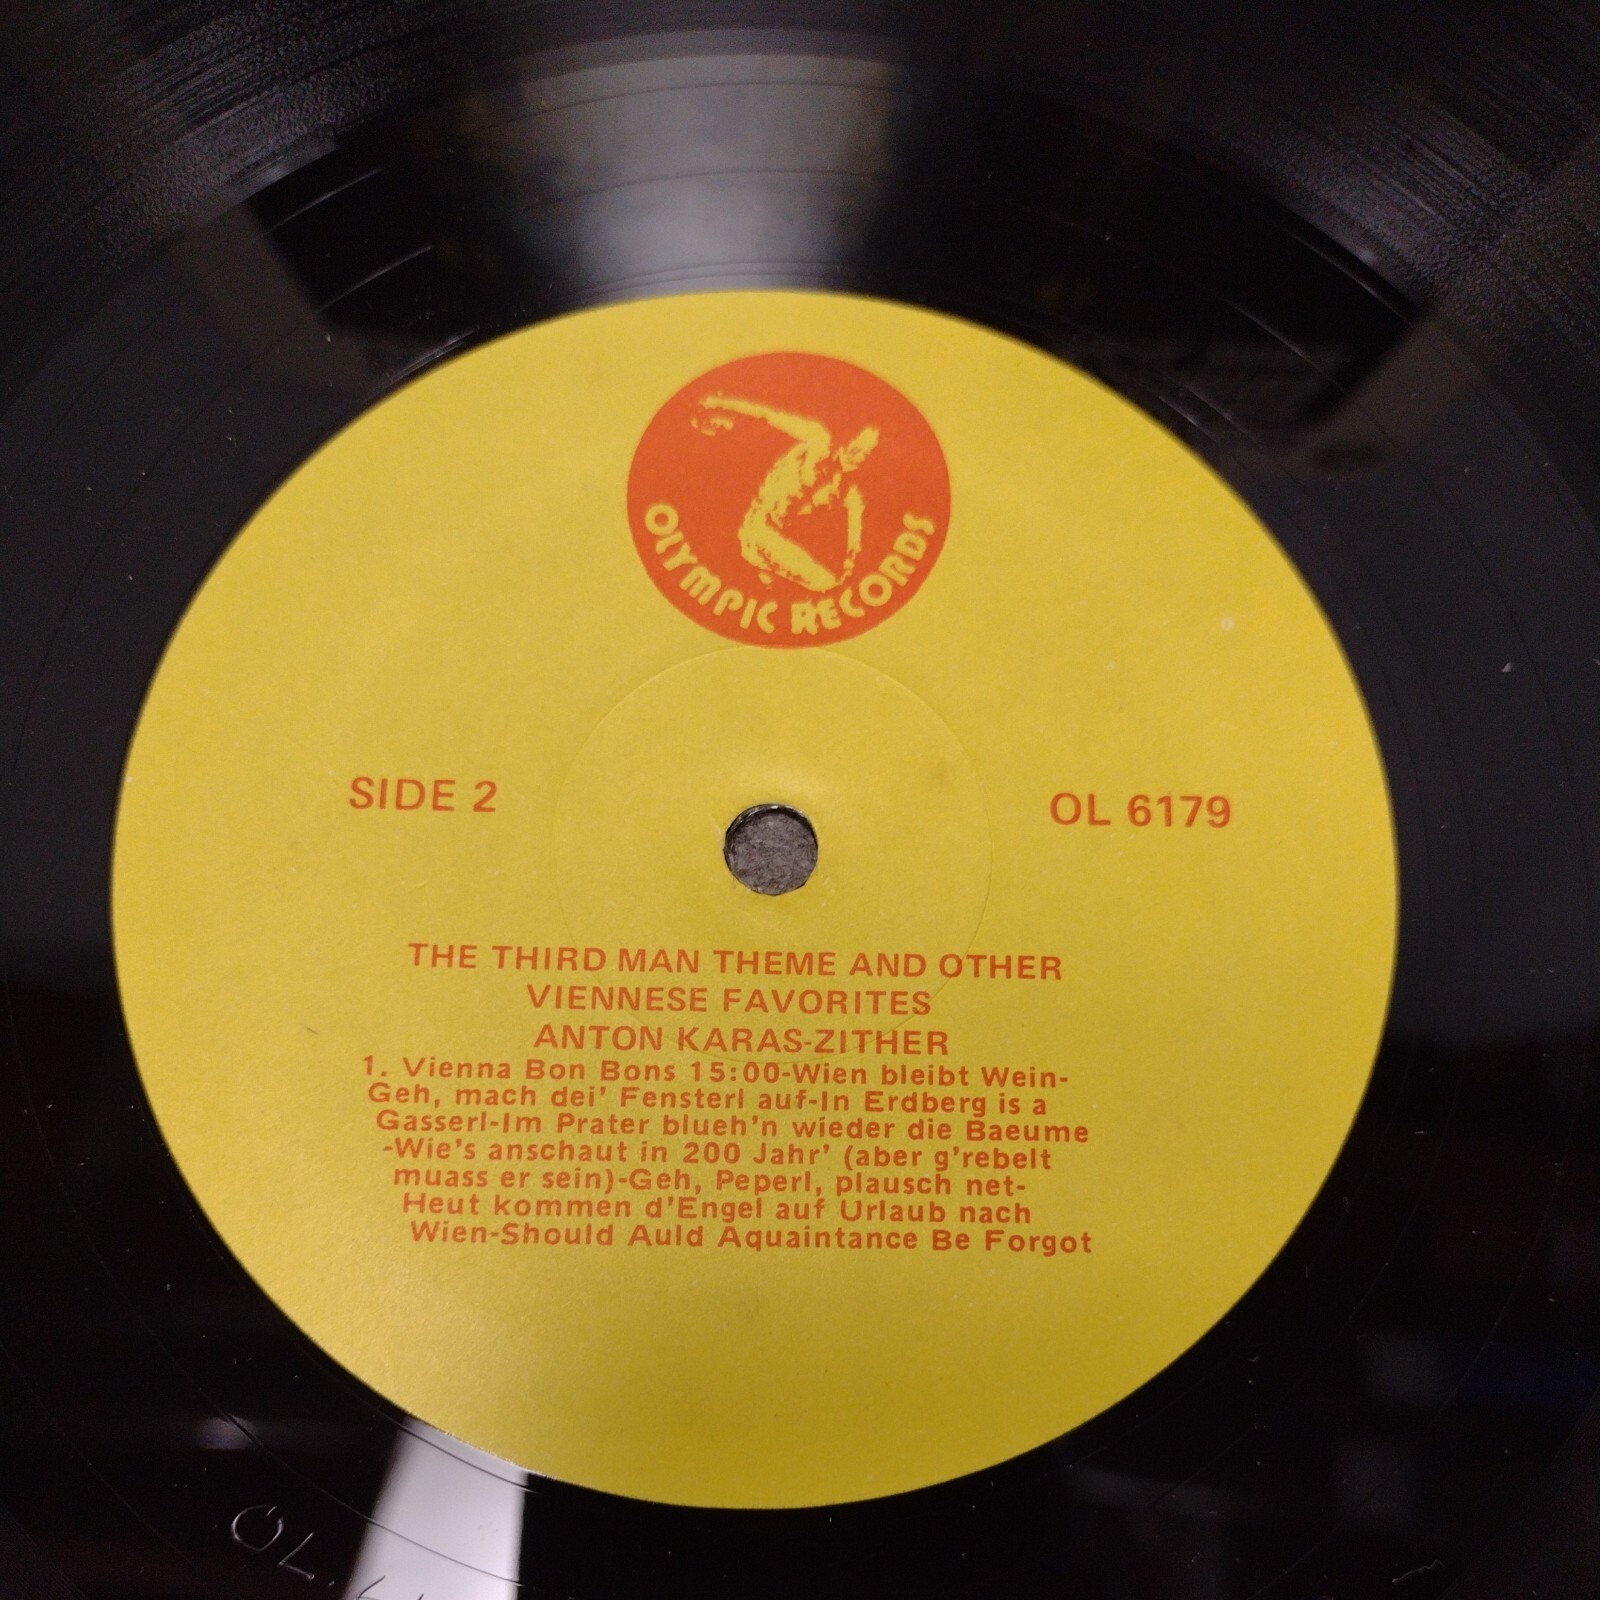 OLYMPIC RECORDS
SIDE 2
OL 6179
THE THIRD MAN THEME AND OTHER
VIENNESE FAVORITES
ANTON KARAS-ZITHER
1. Vienna Bon Bons 15:00-Wien bleibt Wein-
Geh, mach dei' Fensterl auf-In Erdberg is a
Gasserl-Im Prater blueh'n wieder die Baeume
-Wie's anschaut in 200 Jahr' (aber g'rebelt
muass er sein)-Geh, Peperl, plausch net-
Heut kommen d'Engel auf Urlaub nach
Wien-Should Auld Aquaintance Be Forgot
OL